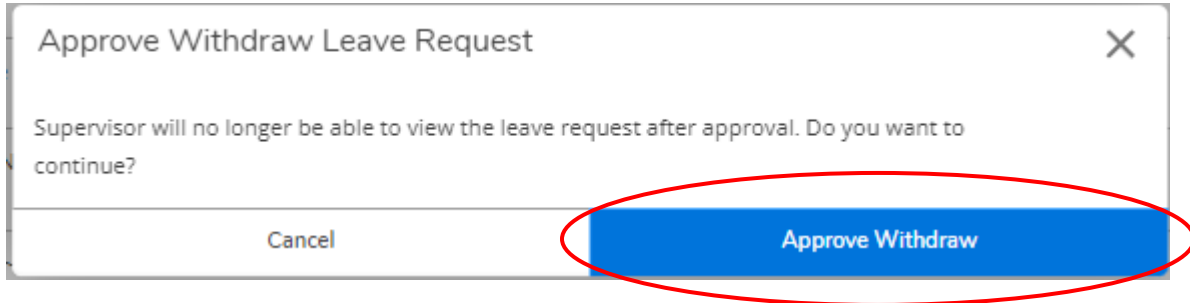 Approve Withdraw Leave Request
Supervisor will no longer be able to view the leave request after approval. Do you want to
continue?
Cancel
Approve Withdraw